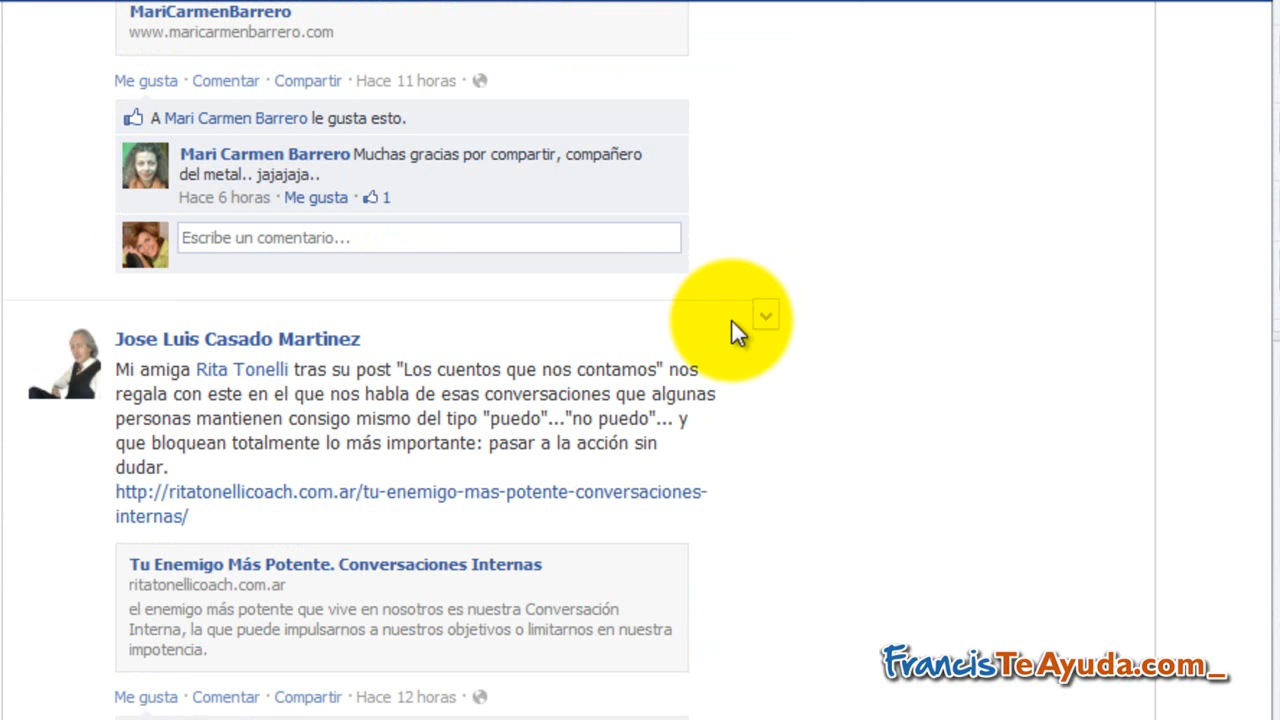 MariCarmenBarrero
www.maricarmenbarrero.com
Me gusta · Comentar · Compartir · Hace 11 horas ·
A Mari Carmen Barrero le gusta esto.
Mari Carmen Barrero Muchas gracias por compartir, compañero
del metal.. jajajaja..
Hace 6 horas · Me gusta · 1
Escribe un comentario...
Jose Luis Casado Martinez
Mi amiga Rita Tonelli tras su post "Los cuentos que nos contamos" nos
regala con este en el que nos habla de esas conversaciones que algunas
personas mantienen consigo mismo del tipo "puedo"..."no puedo"... y
que bloquean totalmente lo más importante: pasar a la acción sin
dudar.
http://ritatonellicoach.com.ar/tu-enemigo-mas-potente-conversaciones-
internas/
Tu Enemigo Más Potente. Conversaciones Internas
ritatonellicoach.com.ar
el enemigo más potente que vive en nosotros es nuestra Conversación
Interna, la que puede impulsarnos a nuestros objetivos o limitarnos en nuestra
impotencia.
Me gusta · Comentar · Compartir · Hace 12 horas ·
FrancisTeAyuda.com_